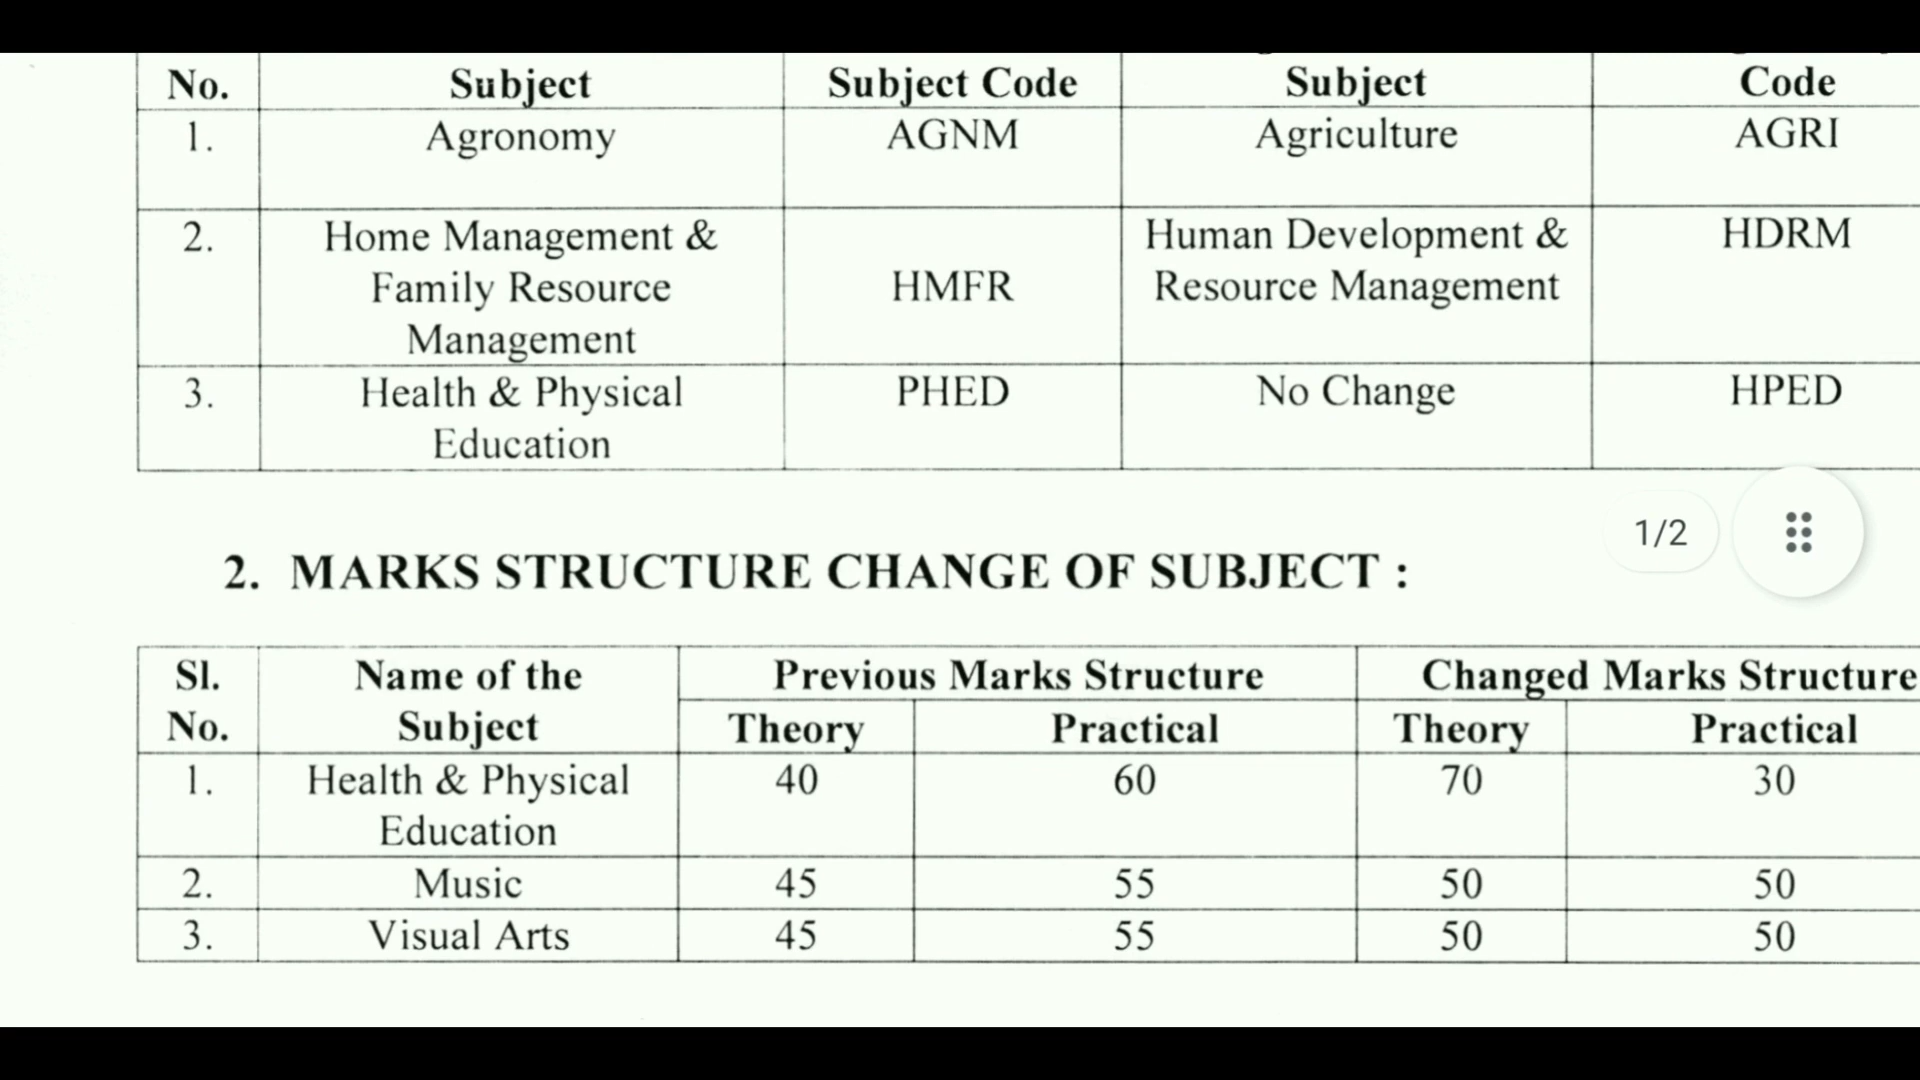 No. Subject Subject Code Subject Code
1. Agronomy AGNM Agriculture AGRI
2. Home Management & Human Development & HDRM
Family Resource HMFR Resource Management
Management
3. Health & Physical PHED No Change HPED
Education
1/2
2. MARKS STRUCTURE CHANGE OF SUBJECT :
Sl. Name of the Previous Marks Structure Changed Marks Structure
No. Subject Theory Practical Theory Practical
1. Health & Physical 40 60 70 30
Education
2. Music 45 55 50 50
3. Visual Arts 45 55 50 50